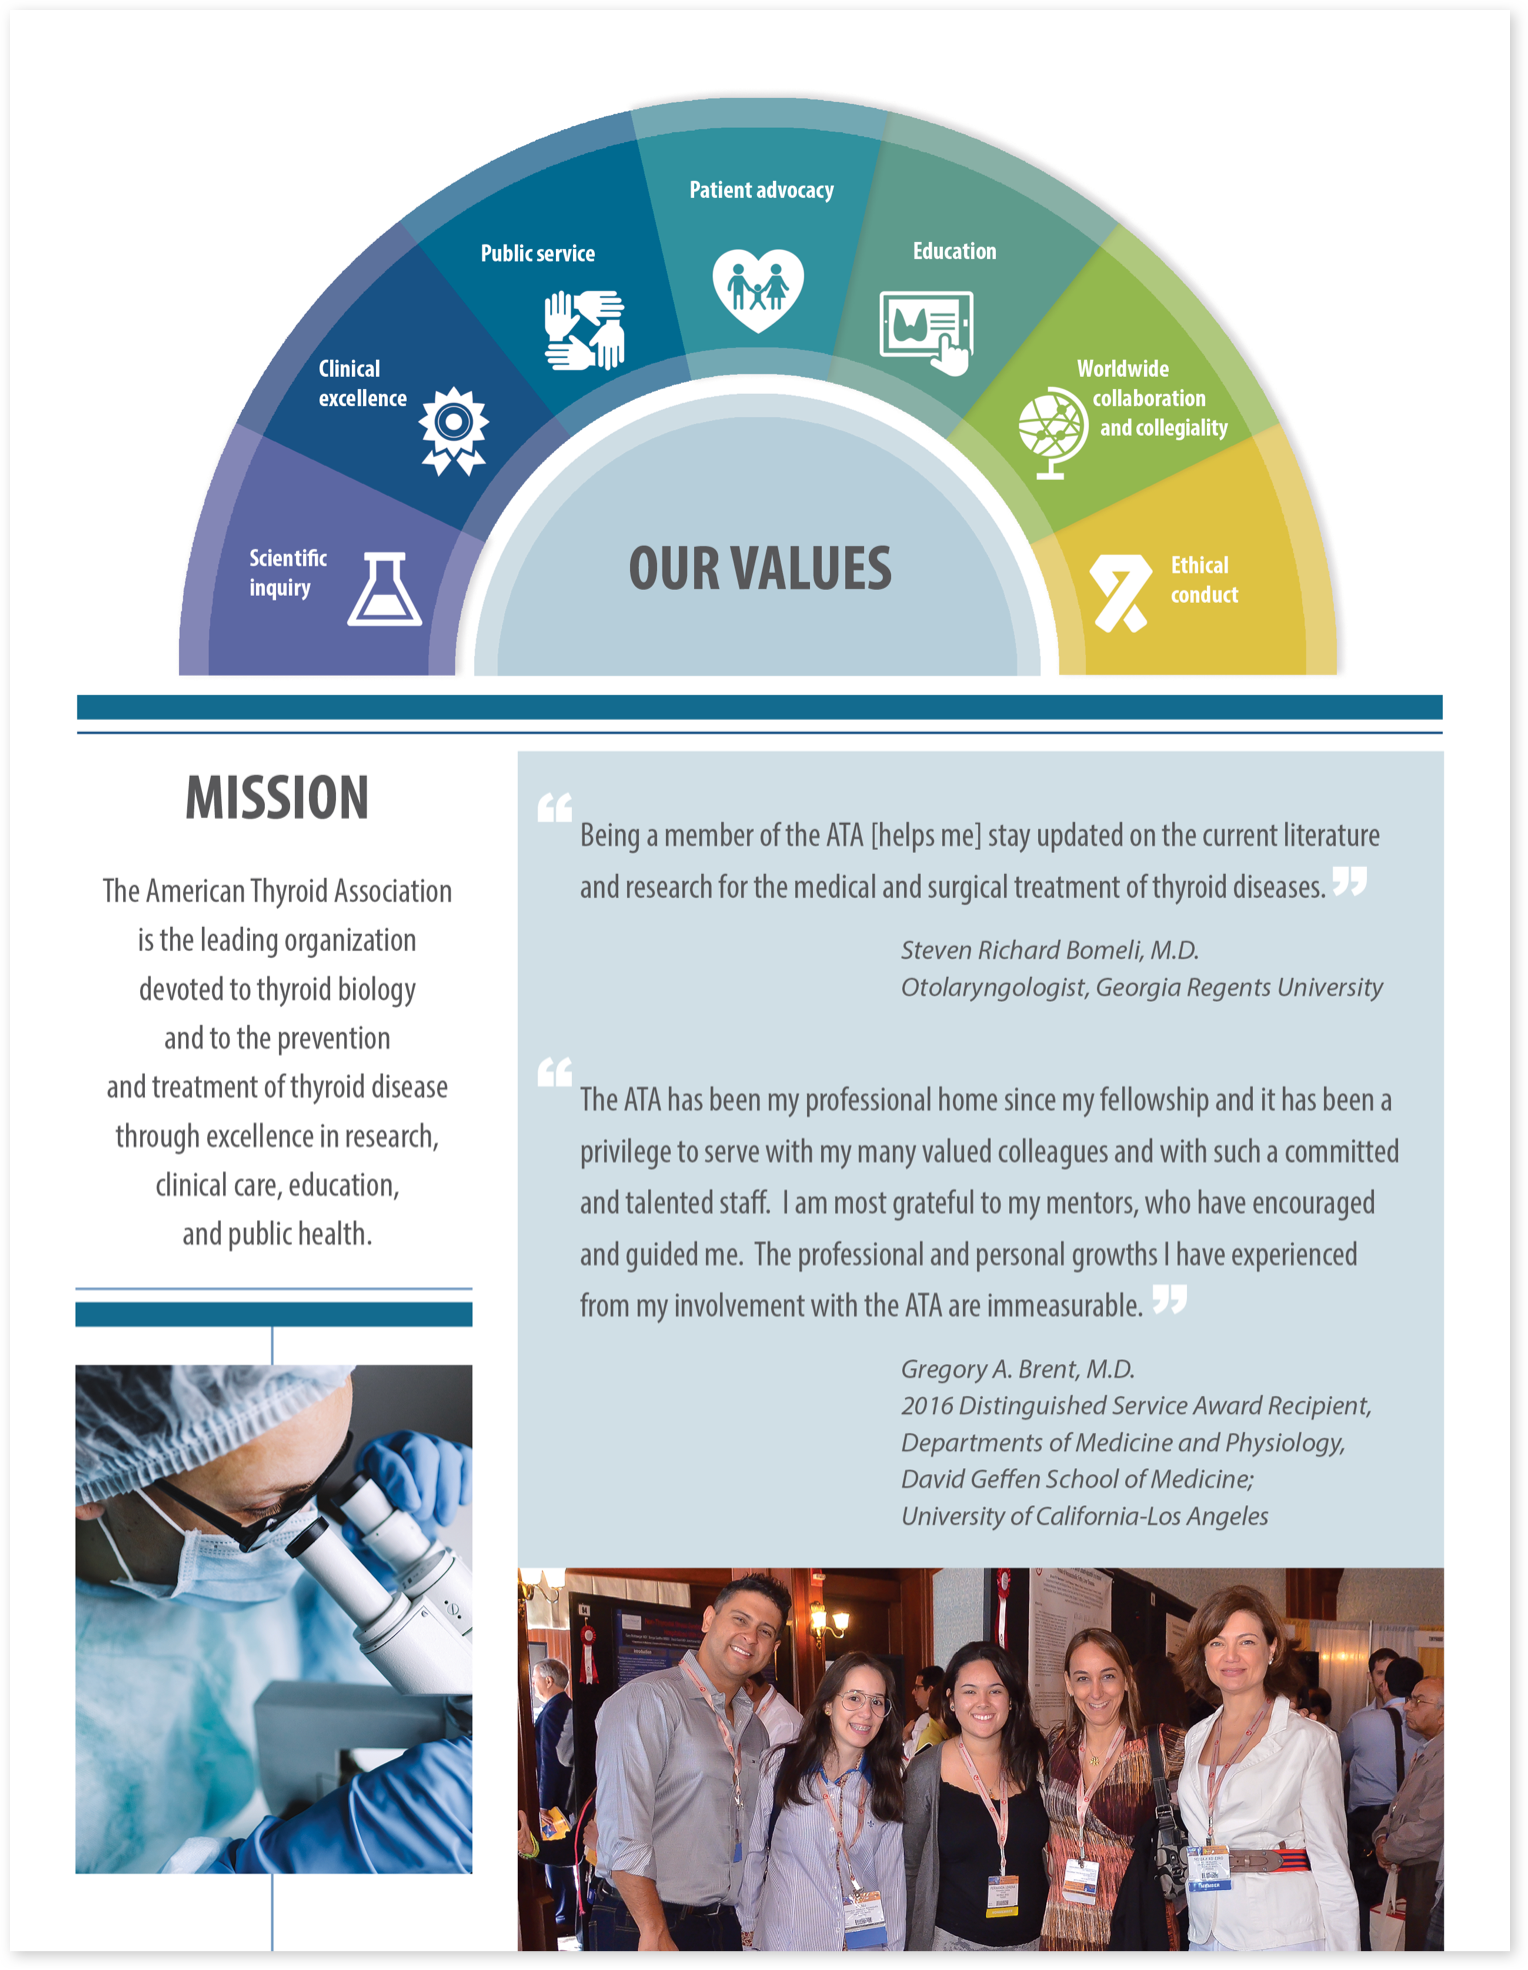 Patient advocacy
Public service
Education
Clinical
excellence
Worldwide
collaboration
and collegiality
Scientific
inquiry
Ethical
conduct
OUR VALUES
MISSION
The American Thyroid Association
is the leading organization
devoted to thyroid biology
and to the prevention
and treatment of thyroid disease
through excellence in research,
clinical care, education,
and public health.
“ Being a member of the ATA [helps me] stay updated on the current literature
and research for the medical and surgical treatment of thyroid diseases. ”
Steven Richard Bomeli, M.D.
Otolaryngologist, Georgia Regents University
“ The ATA has been my professional home since my fellowship and it has been a
privilege to serve with my many valued colleagues and with such a committed
and talented staff.  I am most grateful to my mentors, who have encouraged
and guided me.  The professional and personal growths I have experienced
from my involvement with the ATA are immeasurable. ”
Gregory A. Brent, M.D.
2016 Distinguished Service Award Recipient,
Departments of Medicine and Physiology,
David Geffen School of Medicine;
University of California-Los Angeles